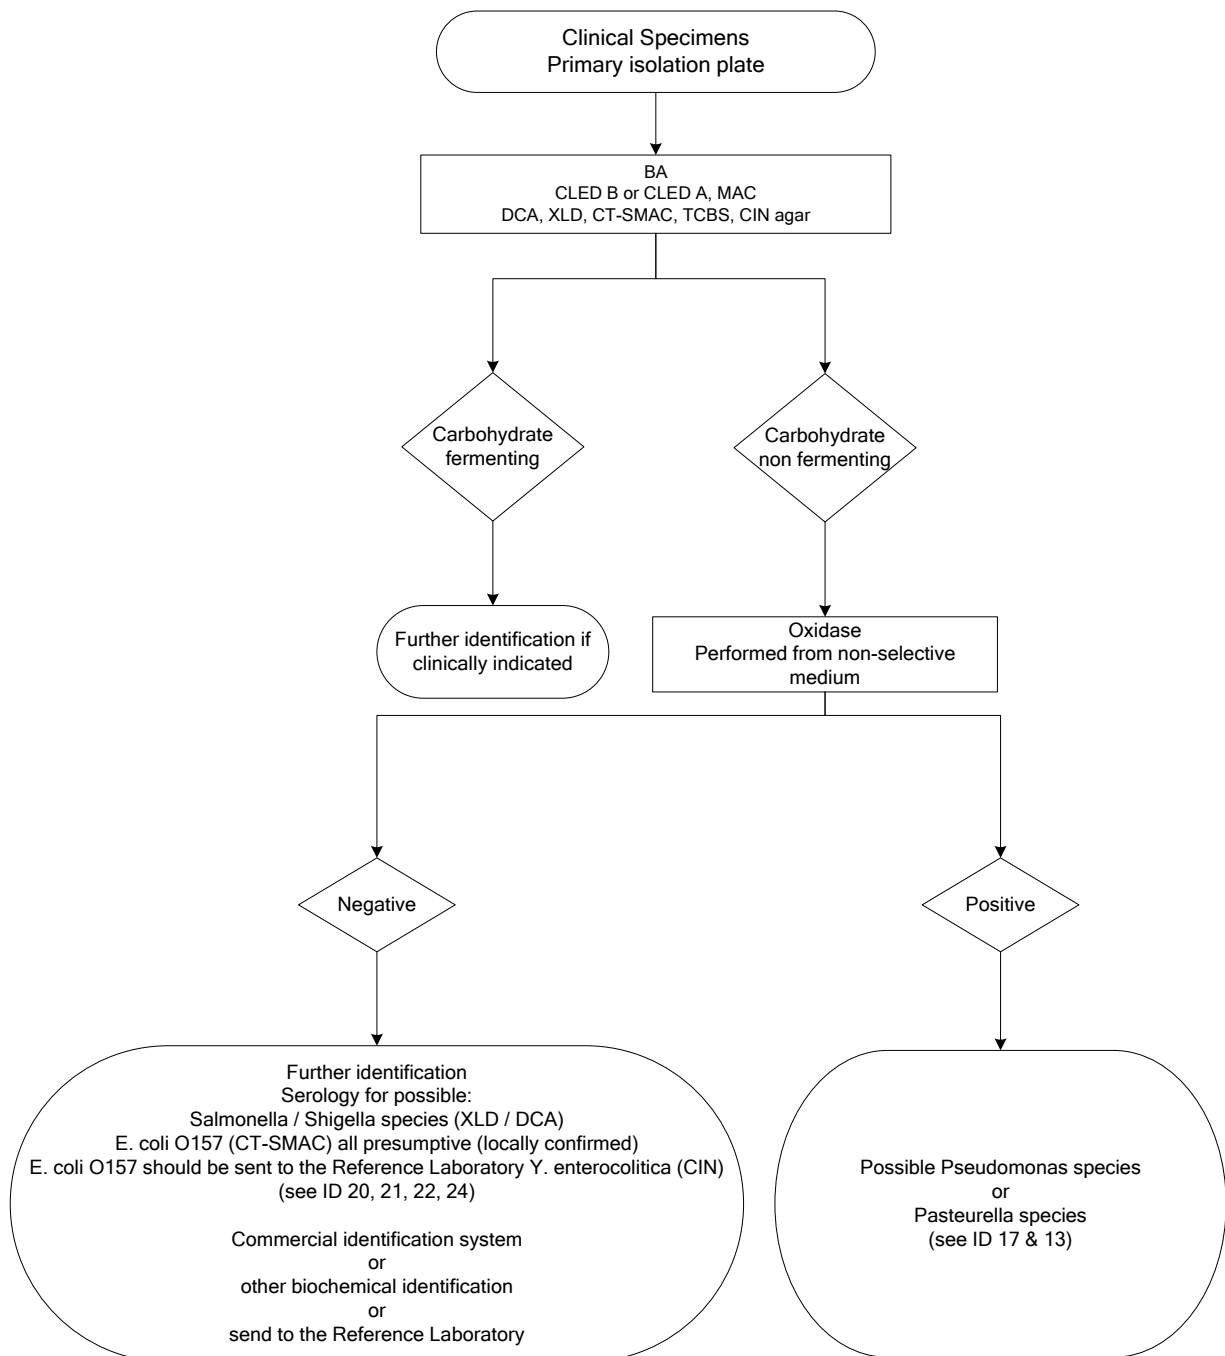 Clinical Specimens
Primary isolation plate
BA
CLED B or CLED A, MAC
DCA, XLD, CT-SMAC, TCBS, CIN agar
Carbohydrate
fermenting
Carbohydrate
non fermenting
Further identification if
clinically indicated
Oxidase
Performed from non-selective
medium
Negative
Positive
Further identification
Serology for possible:
Salmonella / Shigella species (XLD / DCA)
E. coli O157 (CT-SMAC) all presumptive (locally confirmed)
E. coli O157 should be sent to the Reference Laboratory Y. enterocolitica (CIN)
(see ID 20, 21, 22, 24)
Commercial identification system
or
other biochemical identification
or
send to the Reference Laboratory
Possible Pseudomonas species
or
Pasteurella species
(see ID 17 & 13)